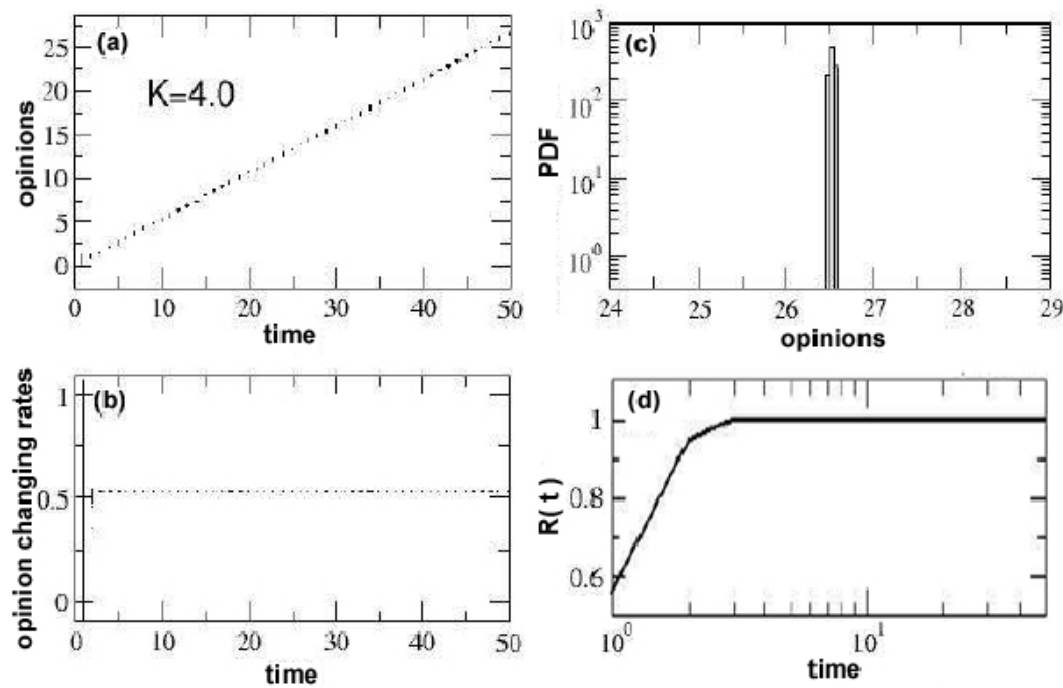 (a)
K=4.0
opinions
25
20
15
10
5
0
0 10 20 30 40 50
time
(c)
PDF
10³
10²
10¹
10⁰
24 25 26 27 28 29
opinions
(b)
opinion changing rates
1
0.5
0
0 10 20 30 40 50
time
(d)
R(t)
1
0.8
0.6
10⁰ 10¹
time